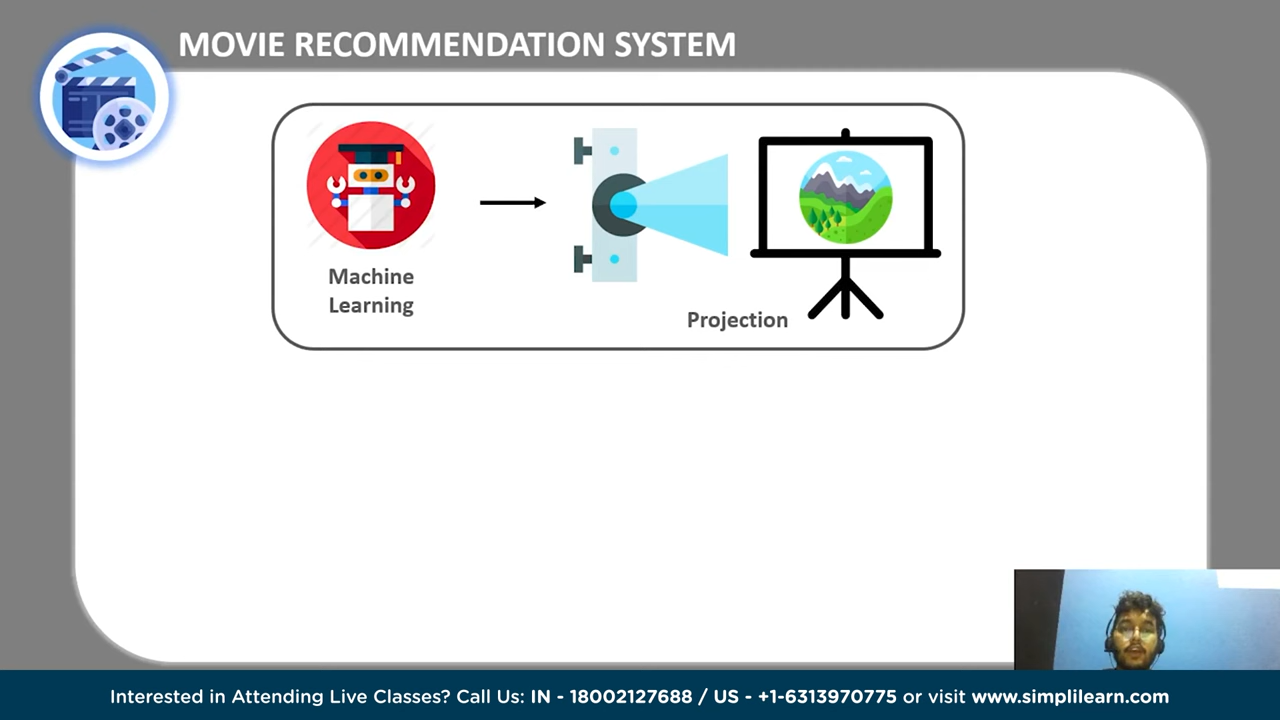 MOVIE RECOMMENDATION SYSTEM
Machine
Learning
Projection
Interested in Attending Live Classes? Call Us: IN - 18002127688 / US - +1-6313970775 or visit www.simplilearn.com